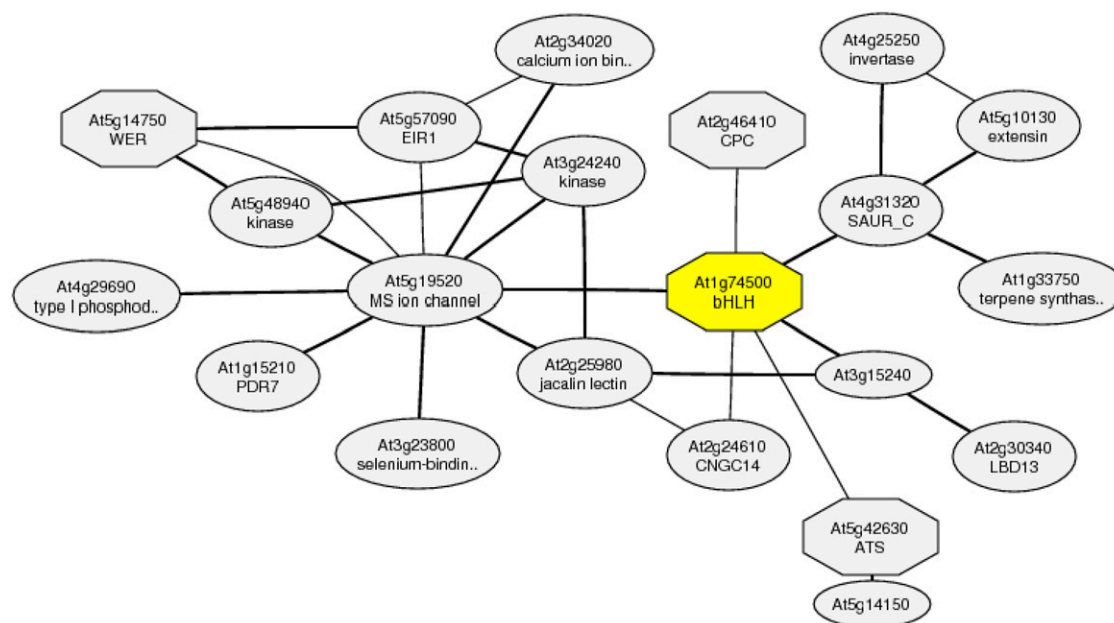 At2g34020
calcium ion bin..
At4g25250
invertase
At5g14750
WER
At5g57090
EIR1
At2g46410
CPC
At5g10130
extensin
At3g24240
kinase
At5g48940
kinase
At4g31320
SAUR_C
At4g29690
type I phosphod..
At5g19520
MS ion channel
At1g74500
bHLH
At1g33750
terpene synthas..
At1g15210
PDR7
At2g25980
jacalin lectin
At3g15240
At3g23800
selenium-bindin..
At2g24610
CNGC14
At2g30340
LBD13
At5g42630
ATS
At5g14150